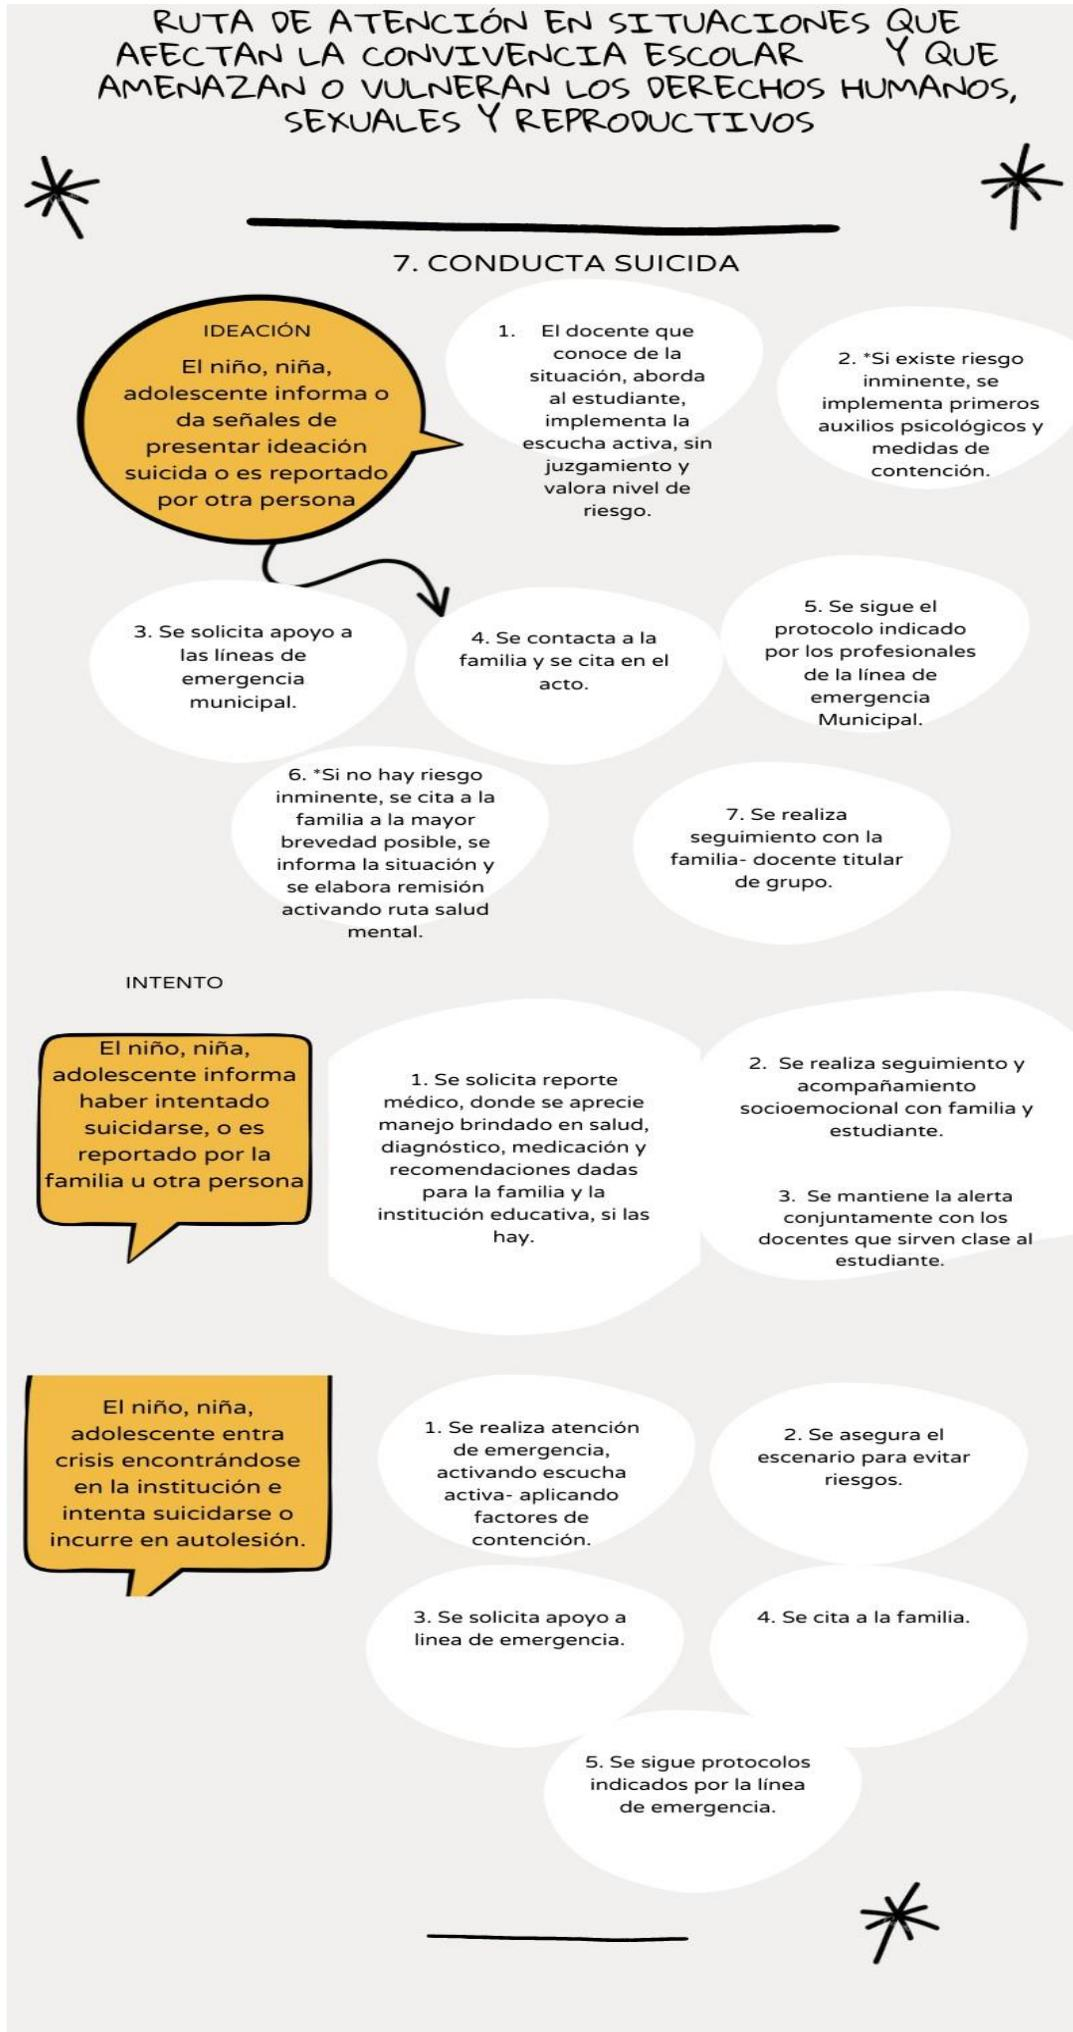 RUTA DE ATENCIÓN EN SITUACIONES QUE
AFECTAN LA CONVIVENCIA ESCOLAR Y QUE
AMENAZAN O VULNERAN LOS DERECHOS HUMANOS,
SEXUALES Y REPRODUCTIVOS
7. CONDUCTA SUICIDA
IDEACIÓN
El niño, niña,
adolescente informa o
da señales de
presentar ideación
suicida o es reportado
por otra persona
1. El docente que
conoce de la
situación, aborda
al estudiante,
implementa la
escucha activa, sin
juzgamiento y
valora nivel de
riesgo.
2. *Si existe riesgo
inminente, se
implementa primeros
auxilios psicológicos y
medidas de
contención.
3. Se solicita apoyo a
las líneas de
emergencia
municipal.
4. Se contacta a la
familia y se cita en el
acto.
5. Se sigue el
protocolo indicado
por los profesionales
de la línea de
emergencia
Municipal.
6. *Si no hay riesgo
inminente, se cita a la
familia a la mayor
brevedad posible, se
informa la situación y
se elabora remisión
activando ruta salud
mental.
7. Se realiza
seguimiento con la
familia- docente titular
de grupo.
INTENTO
El niño, niña,
adolescente informa
haber intentado
suicidarse, o es
reportado por la
familia u otra persona
1. Se solicita reporte
médico, donde se aprecie
manejo brindado en salud,
diagnóstico, medicación y
recomendaciones dadas
para la familia y la
institución educativa, si las
hay.
2. Se realiza seguimiento y
acompañamiento
socioemocional con familia y
estudiante.
3. Se mantiene la alerta
conjuntamente con los
docentes que sirven clase al
estudiante.
El niño, niña,
adolescente entra
crisis encontrándose
en la institución e
intenta suicidarse o
incurre en autolesión.
1. Se realiza atención
de emergencia,
activando escucha
activa- aplicando
factores de
contención.
2. Se asegura el
escenario para evitar
riesgos.
3. Se solicita apoyo a
linea de emergencia.
4. Se cita a la familia.
5. Se sigue protocolos
indicados por la línea
de emergencia.